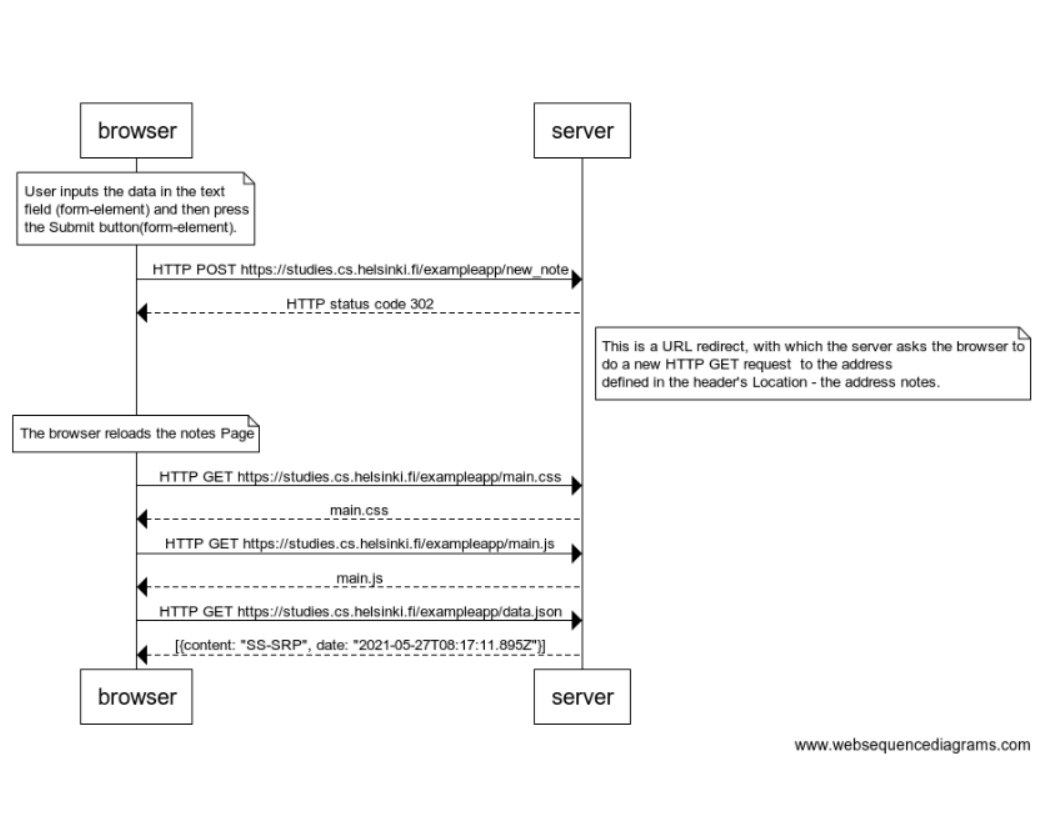 browser
server
User inputs the data in the text
field (form-element) and then press
the Submit button(form-element).
HTTP POST https://studies.cs.helsinki.fi/exampleapp/new_note
HTTP status code 302
This is a URL redirect, with which the server asks the browser to
do a new HTTP GET request  to the address
defined in the header's Location - the address notes.
The browser reloads the notes Page
HTTP GET https://studies.cs.helsinki.fi/exampleapp/main.css
main.css
HTTP GET https://studies.cs.helsinki.fi/exampleapp/main.js
main.js
HTTP GET https://studies.cs.helsinki.fi/exampleapp/data.json
[{content: "SS-SRP", date: "2021-05-27T08:17:11.895Z"}]
browser
server
www.websequencediagrams.com